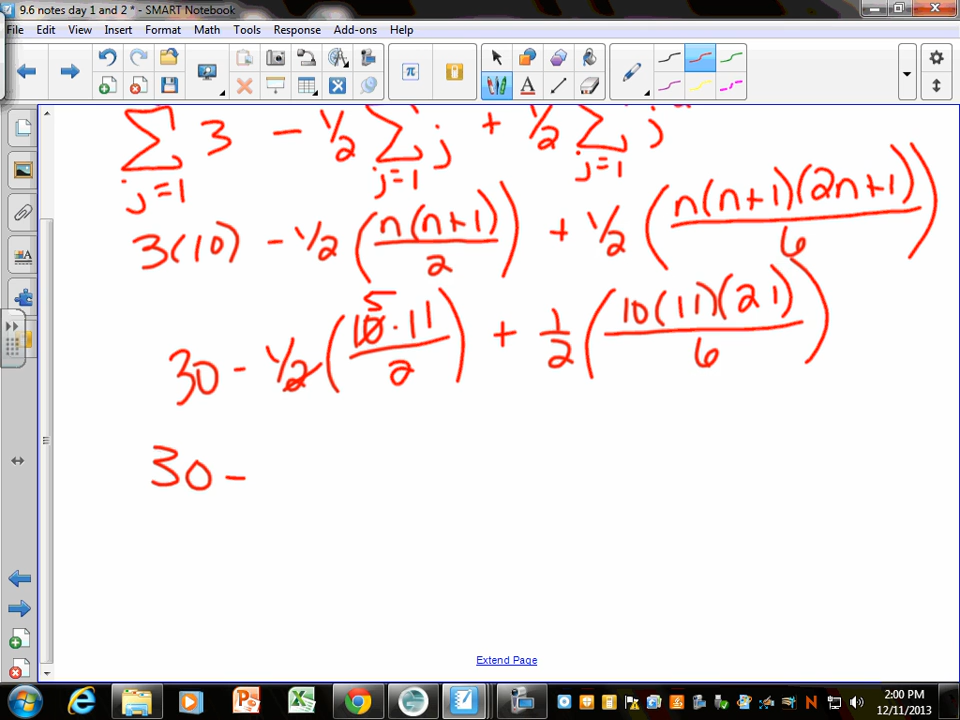 9.6 notes day 1 and 2 * - SMART Notebook
File Edit View Insert Format Math Tools Response Add-ons Help
∑ 3 - 1/2 ∑ j + 1/2 ∑ j
j=1 j=1 j=1
3(10) - 1/2 (n(n+1)/2) + 1/2 (n(n+1)(2n+1)/6)
5
30 - 1/2 (10·11/2) + 1/2 (10(11)(21)/6)
30 -
Extend Page
2:00 PM
12/11/2013